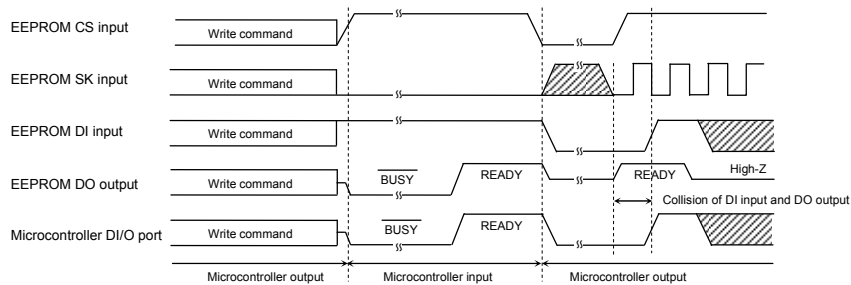 EEPROM CS input
Write command
EEPROM SK input
Write command
EEPROM DI input
Write command
EEPROM DO output
Write command
BUSY
READY
READY
High-Z
Collision of DI input and DO output
Microcontroller DI/O port
Write command
BUSY
READY
Microcontroller output
Microcontroller input
Microcontroller output